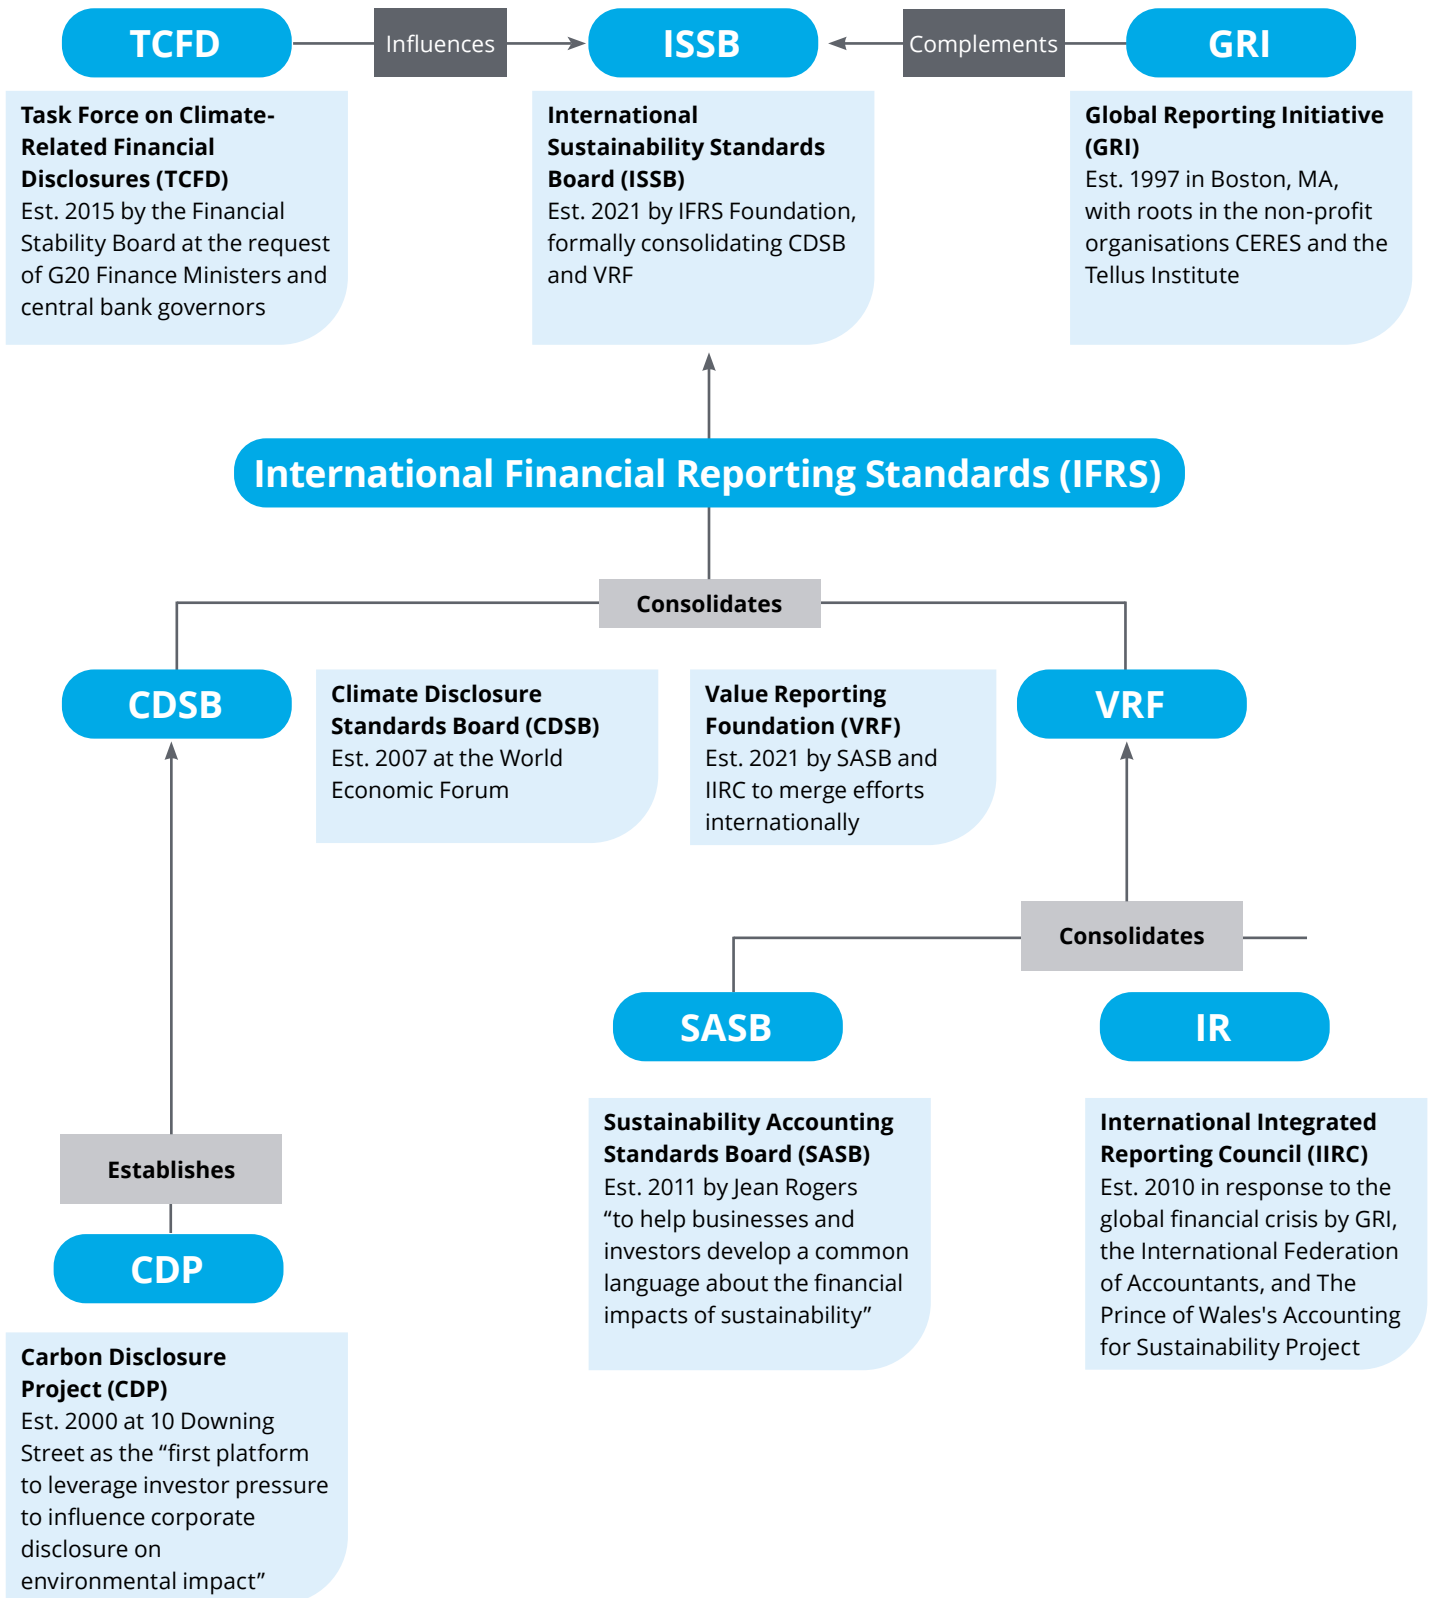 TCFD
Influences
ISSB
Complements
GRI
Task Force on Climate-
Related Financial
Disclosures (TCFD)
Est. 2015 by the Financial
Stability Board at the request
of G20 Finance Ministers and
central bank governors
International
Sustainability Standards
Board (ISSB)
Est. 2021 by IFRS Foundation,
formally consolidating CDSB
and VRF
Global Reporting Initiative
(GRI)
Est. 1997 in Boston, MA,
with roots in the non-profit
organisations CERES and the
Tellus Institute
International Financial Reporting Standards (IFRS)
Consolidates
CDSB
Climate Disclosure
Standards Board (CDSB)
Est. 2007 at the World
Economic Forum
Value Reporting
Foundation (VRF)
Est. 2021 by SASB and
IIRC to merge efforts
internationally
VRF
Consolidates
SASB
IR
Sustainability Accounting
Standards Board (SASB)
Est. 2011 by Jean Rogers
“to help businesses and
investors develop a common
language about the financial
impacts of sustainability”
International Integrated
Reporting Council (IIRC)
Est. 2010 in response to the
global financial crisis by GRI,
the International Federation
of Accountants, and The
Prince of Wales's Accounting
for Sustainability Project
Establishes
CDP
Carbon Disclosure
Project (CDP)
Est. 2000 at 10 Downing
Street as the “first platform
to leverage investor pressure
to influence corporate
disclosure on
environmental impact”